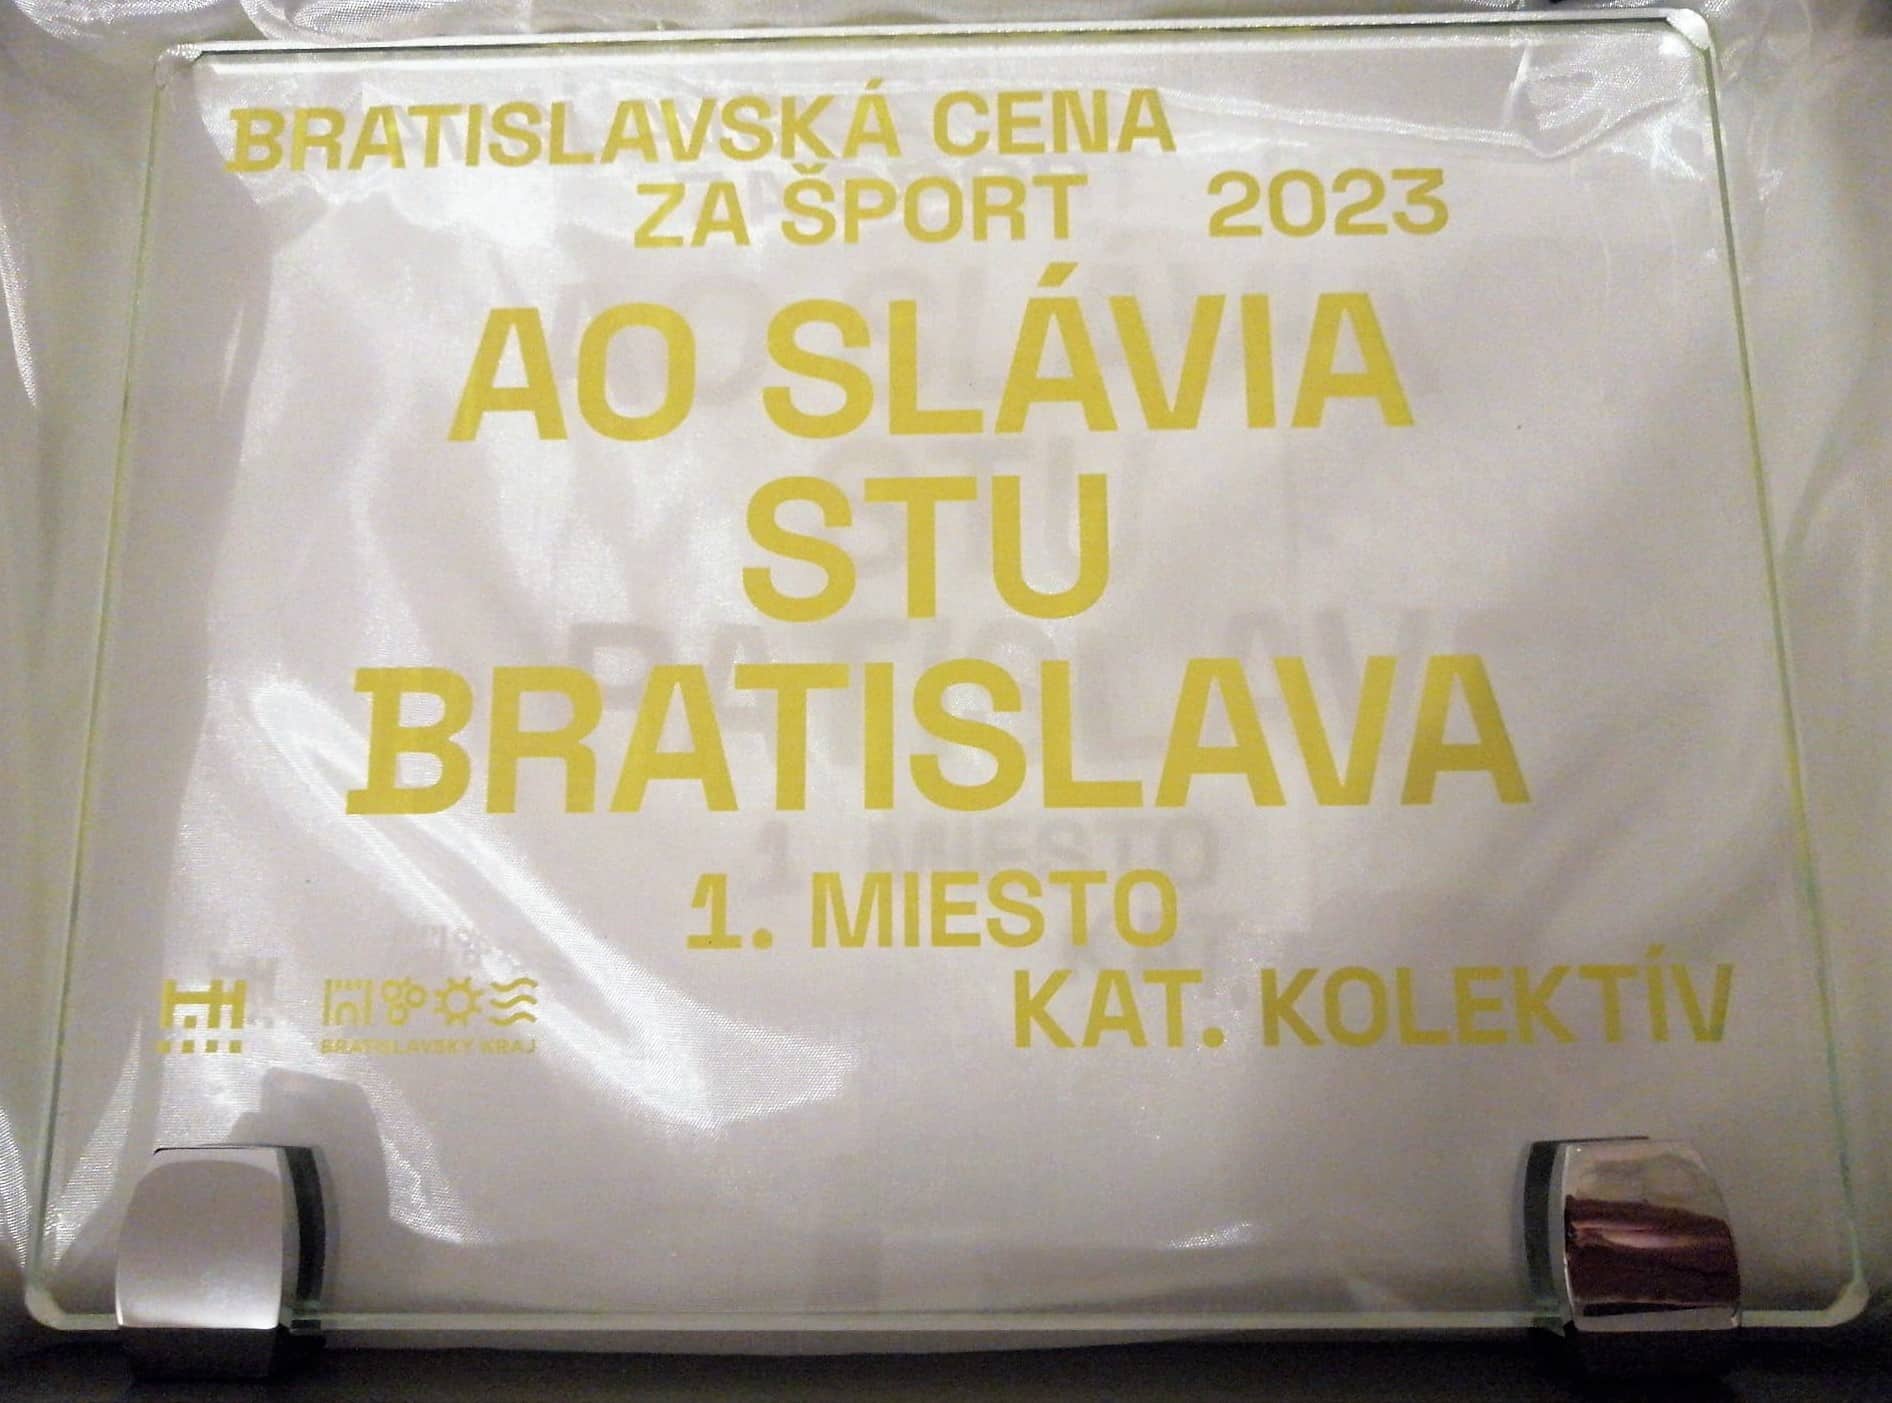 BRATISLAVSKÁ CENA
ZA ŠPORT 2023
AO SLÁVIA
STU
BRATISLAVA
1. MIESTO
KAT. KOLEKTÍV
BRATISLAVSKÝ KRAJ